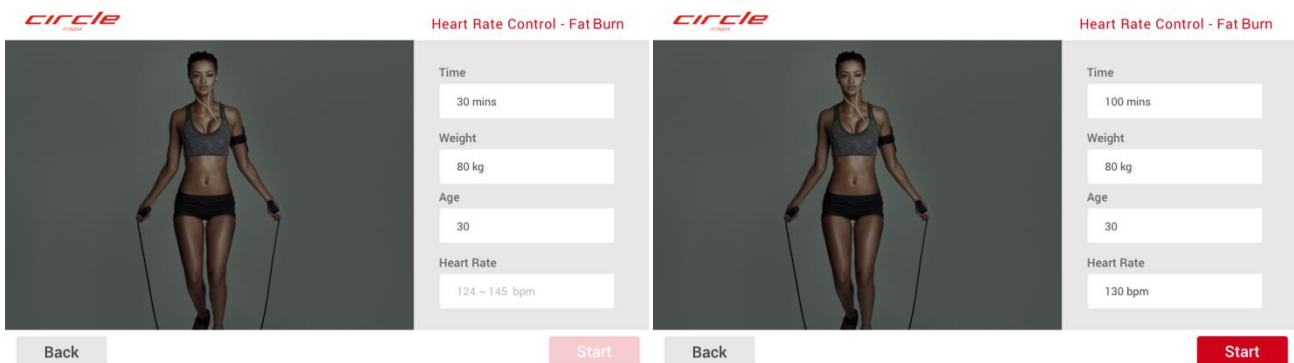 circle
FITNESS
Heart Rate Control - Fat Burn
Time
30 mins
Weight
80 kg
Age
30
Heart Rate
124 ~ 145 bpm
Back
Start
circle
FITNESS
Heart Rate Control - Fat Burn
Time
100 mins
Weight
80 kg
Age
30
Heart Rate
130 bpm
Back
Start